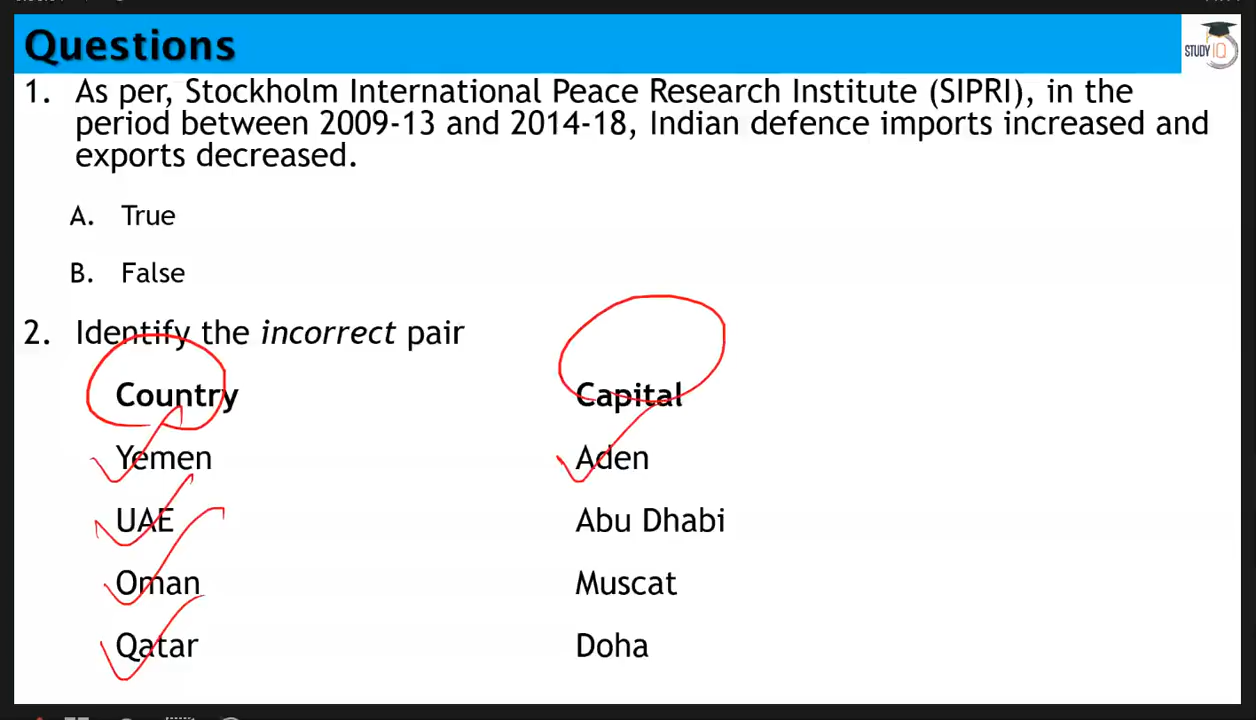 Questions
STUDY IQ
1. As per, Stockholm International Peace Research Institute (SIPRI), in the
period between 2009-13 and 2014-18, Indian defence imports increased and
exports decreased.
A. True
B. False
2. Identify the incorrect pair
Country Capital
Yemen Aden
UAE Abu Dhabi
Oman Muscat
Qatar Doha